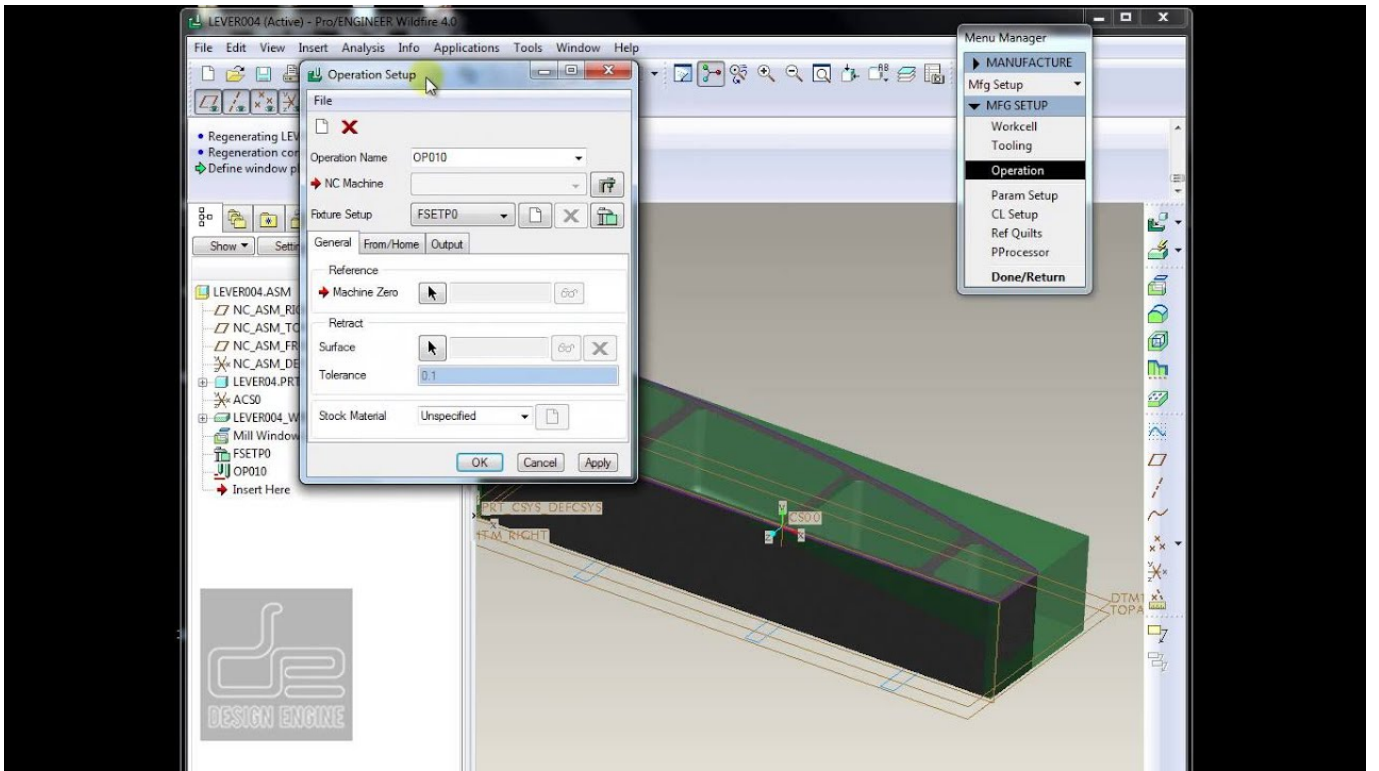 LEVER004 (Active) - Pro/ENGINEER Wildfire 4.0
File Edit View Insert Analysis Info Applications Tools Window Help
Regenerating LEV
Regeneration con
Define window p
Show
LEVER004.ASM
NC_ASM_RI
NC_ASM_TO
NC_ASM_FR
NC_ASM_DE
LEVER04.PRT
ACS0
LEVER004_W
Mill Window
FSETP0
OP010
Insert Here
Operation Setup
File
Operation Name OP010
NC Machine
Fixture Setup FSETP0
General From/Home Output
Reference
Machine Zero
Retract
Surface
Tolerance 0.1
Stock Material Unspecified
OK Cancel Apply
Menu Manager
MANUFACTURE
Mfg Setup
MFG SETUP
Workcell
Tooling
Operation
Param Setup
CL Setup
Ref Quilts
PProcessor
Done/Return
PRT_CSYS_DEFCSYS
Y
Z
X
DTM1
TOPA
DESIGN ENGINE